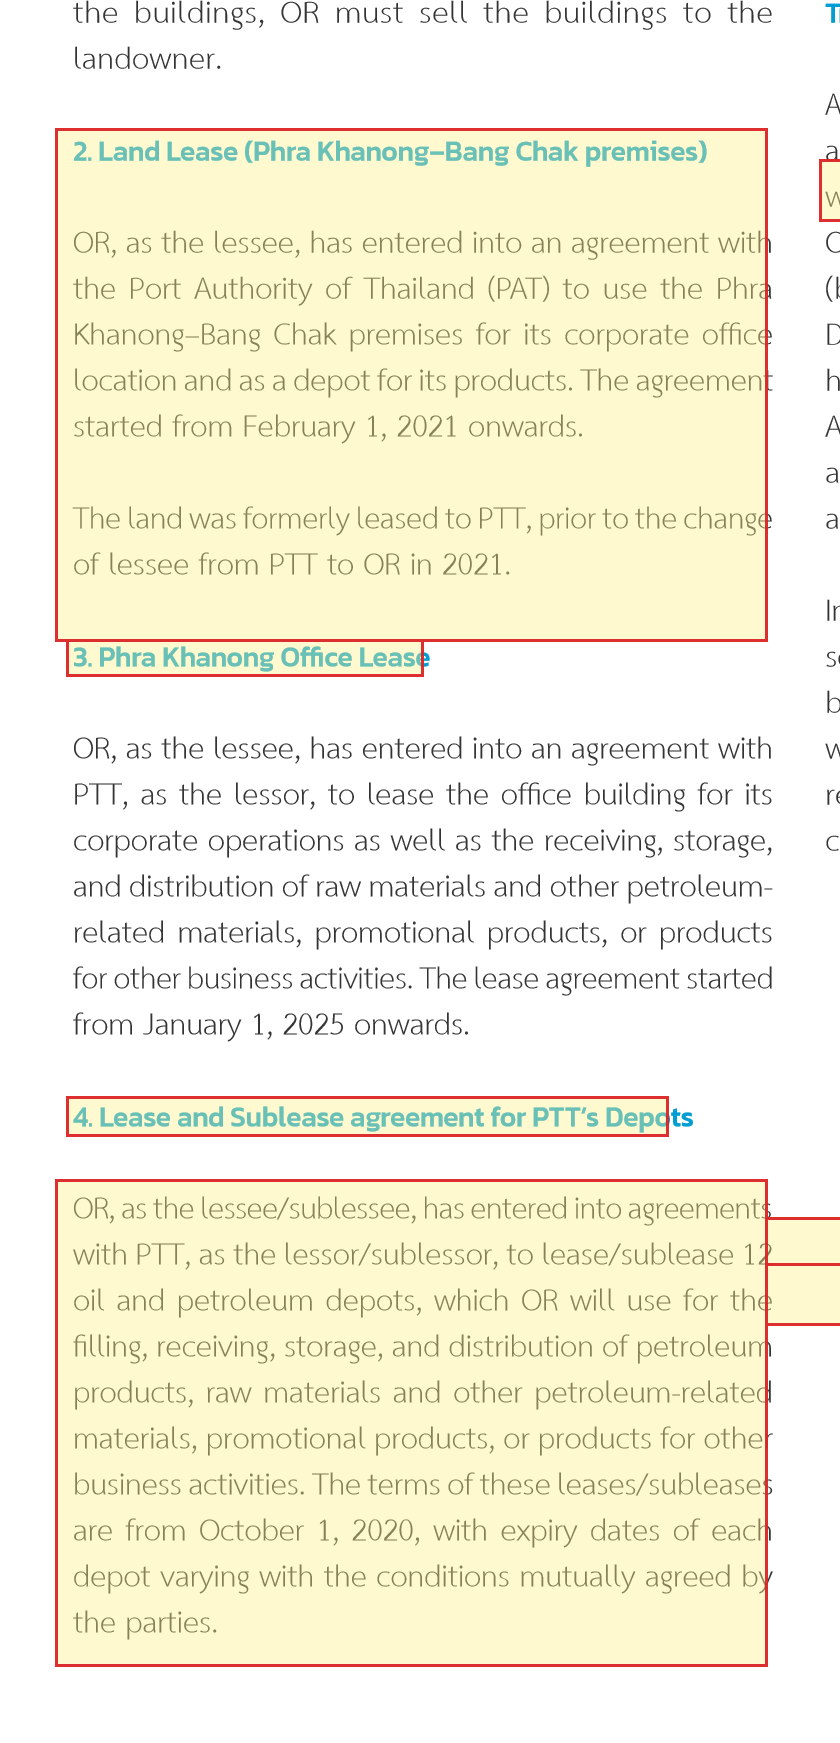 the buildings, OR must sell the buildings to the
landowner.
2. Land Lease (Phra Khanong–Bang Chak premises)
OR, as the lessee, has entered into an agreement with
the Port Authority of Thailand (PAT) to use the Phra
Khanong–Bang Chak premises for its corporate office
location and as a depot for its products. The agreement
started from February 1, 2021 onwards.
The land was formerly leased to PTT, prior to the change
of lessee from PTT to OR in 2021.
3. Phra Khanong Office Lease
OR, as the lessee, has entered into an agreement with
PTT, as the lessor, to lease the office building for its
corporate operations as well as the receiving, storage,
and distribution of raw materials and other petroleum-
related materials, promotional products, or products
for other business activities. The lease agreement started
from January 1, 2025 onwards.
4. Lease and Sublease agreement for PTT’s Depots
OR, as the lessee/sublessee, has entered into agreements
with PTT, as the lessor/sublessor, to lease/sublease 12
oil and petroleum depots, which OR will use for the
filling, receiving, storage, and distribution of petroleum
products, raw materials and other petroleum-related
materials, promotional products, or products for other
business activities. The terms of these leases/subleases
are from October 1, 2020, with expiry dates of each
depot varying with the conditions mutually agreed by
the parties.